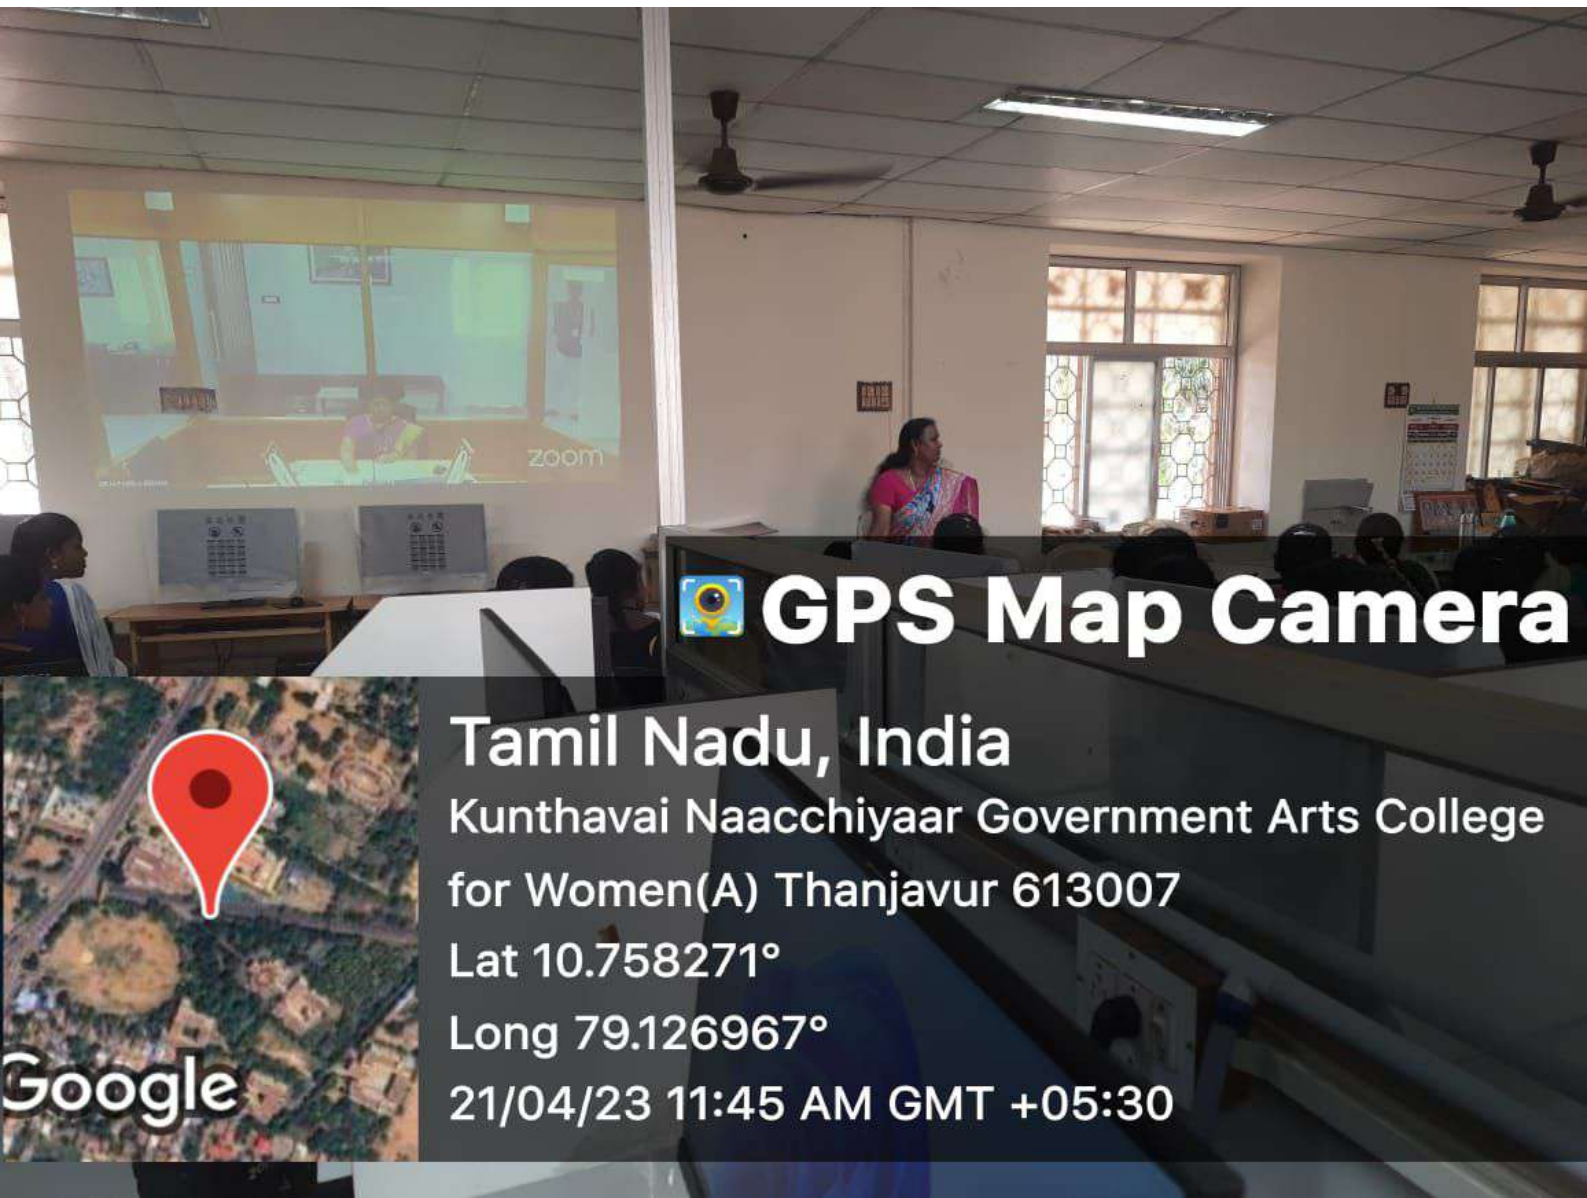 zoom
GPS Map Camera
Tamil Nadu, India
Kunthavai Naacchiyaar Government Arts College
for Women(A) Thanjavur 613007
Lat 10.758271°
Long 79.126967°
21/04/23 11:45 AM GMT +05:30
Google